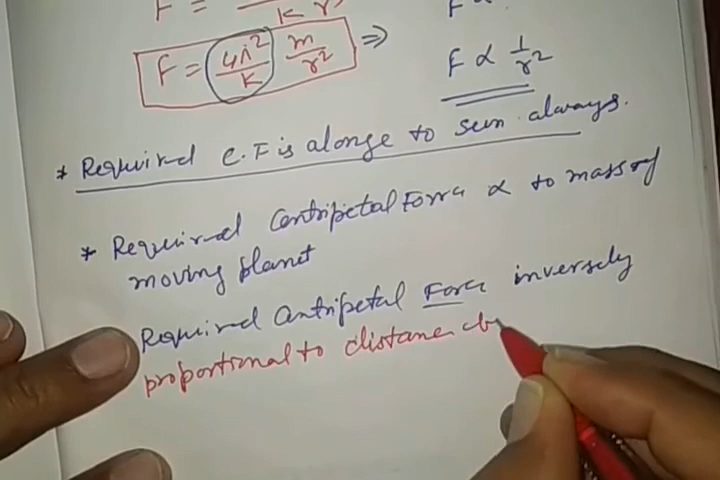 F = K r
F ∝
F = 4π²/K m/r² ⇒
F ∝ 1/r²
* Required C.F is alonge to sun always.
* Required Centripetal Force ∝ to mass of
moving planet
Required Centripetal Force inversely
proportional to distance b